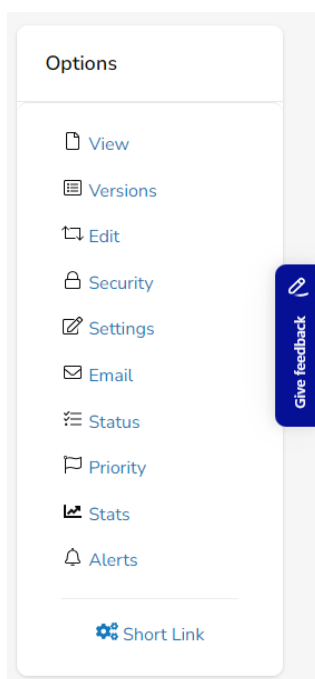 Options
View
Versions
Edit
Security
Settings
Email
Status
Priority
Stats
Alerts
Short Link
Give feedback